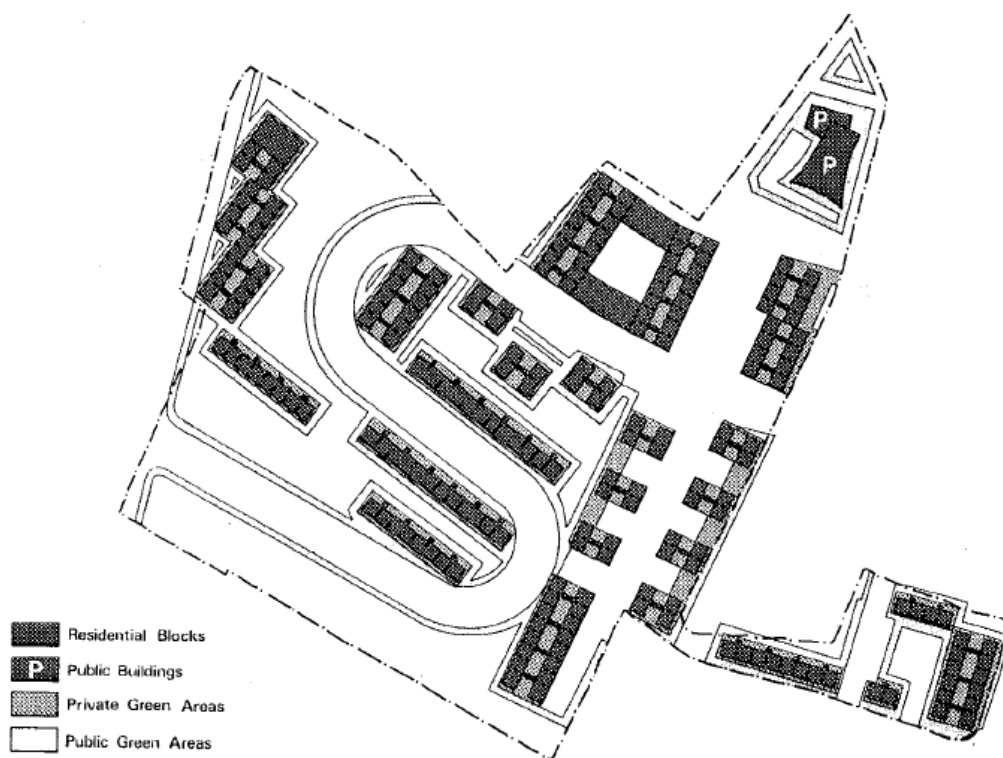 P
P
Residential Blocks
P Public Buildings
Private Green Areas
Public Green Areas